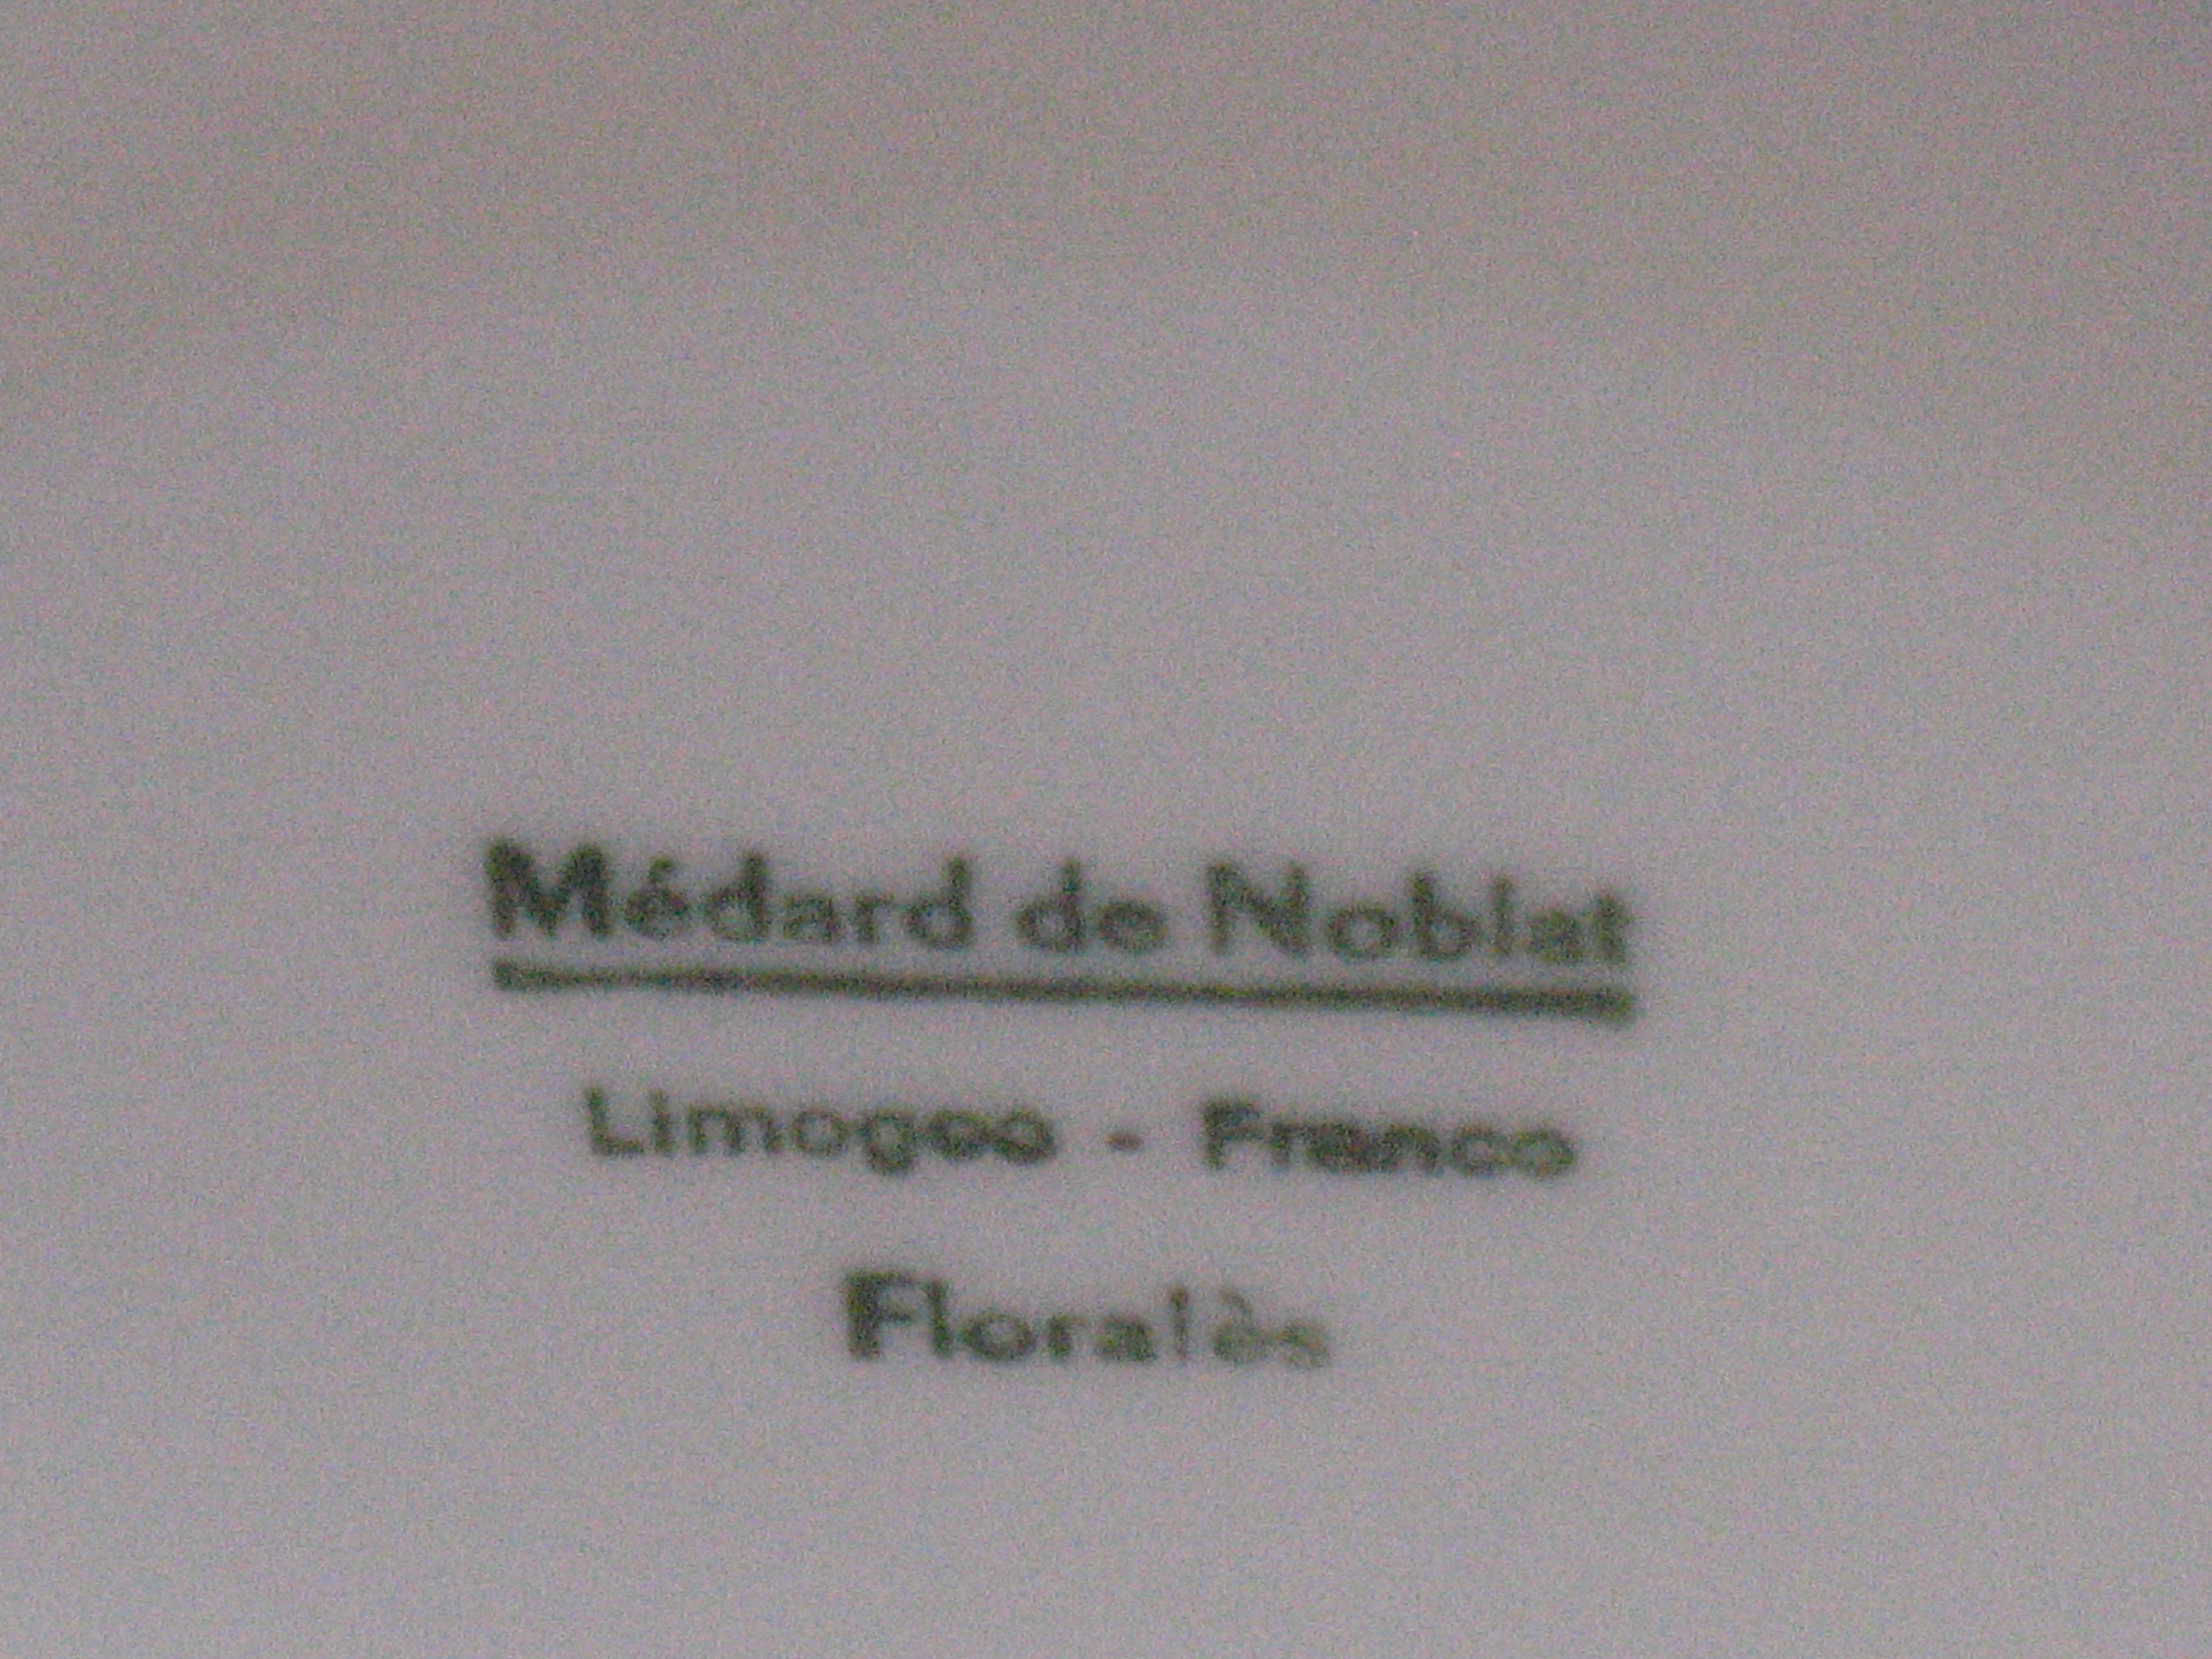 Médard de Noblat
Limoges - France
Floralès